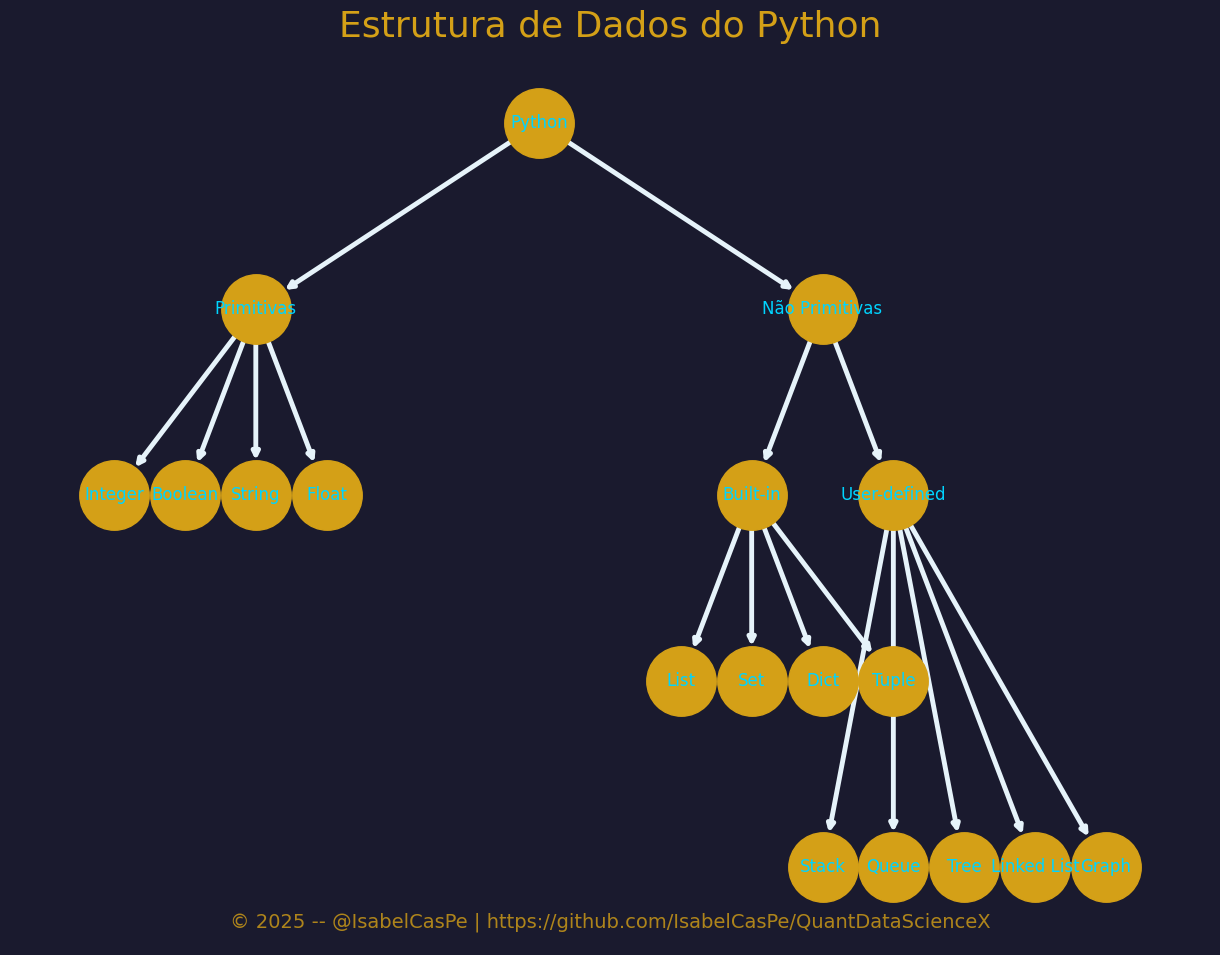 Estrutura de Dados do Python
Python
Primitivas
Não Primitivas
Integer
Boolean
String
Float
Built-in
User-defined
List
Set
Dict
Tuple
Stack
Queue
Tree
Linked List
Graph
© 2025 -- @IsabelCasPe | https://github.com/IsabelCasPe/QuantDataScienceX